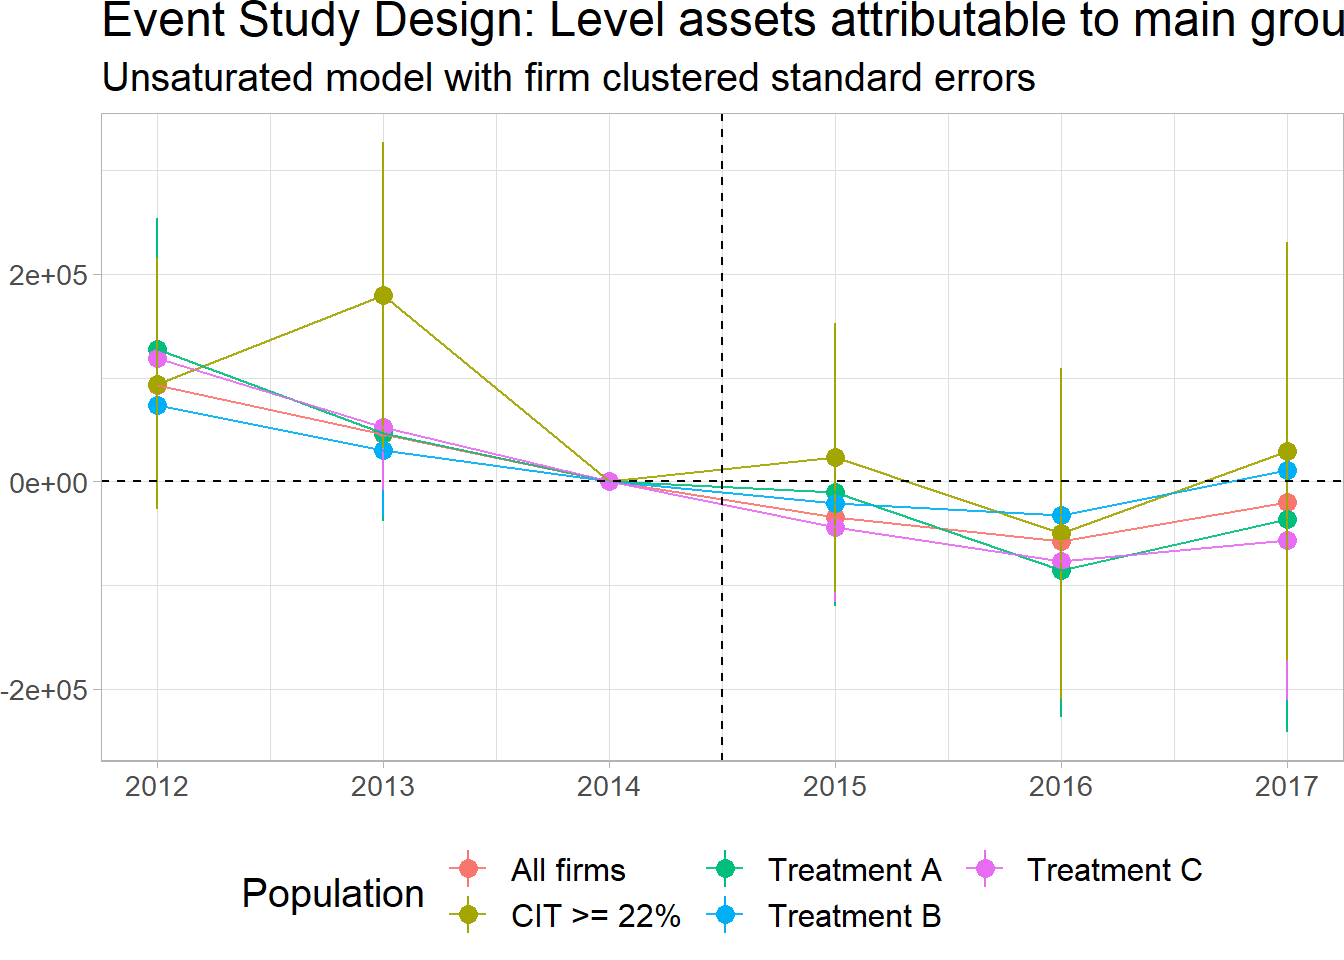 Event Study Design: Level assets attributable to main grou
Unsaturated model with firm clustered standard errors
2e+05
0e+00
-2e+05
2012 2013 2014 2015 2016 2017
Population
All firms Treatment A Treatment C
CIT >= 22% Treatment B